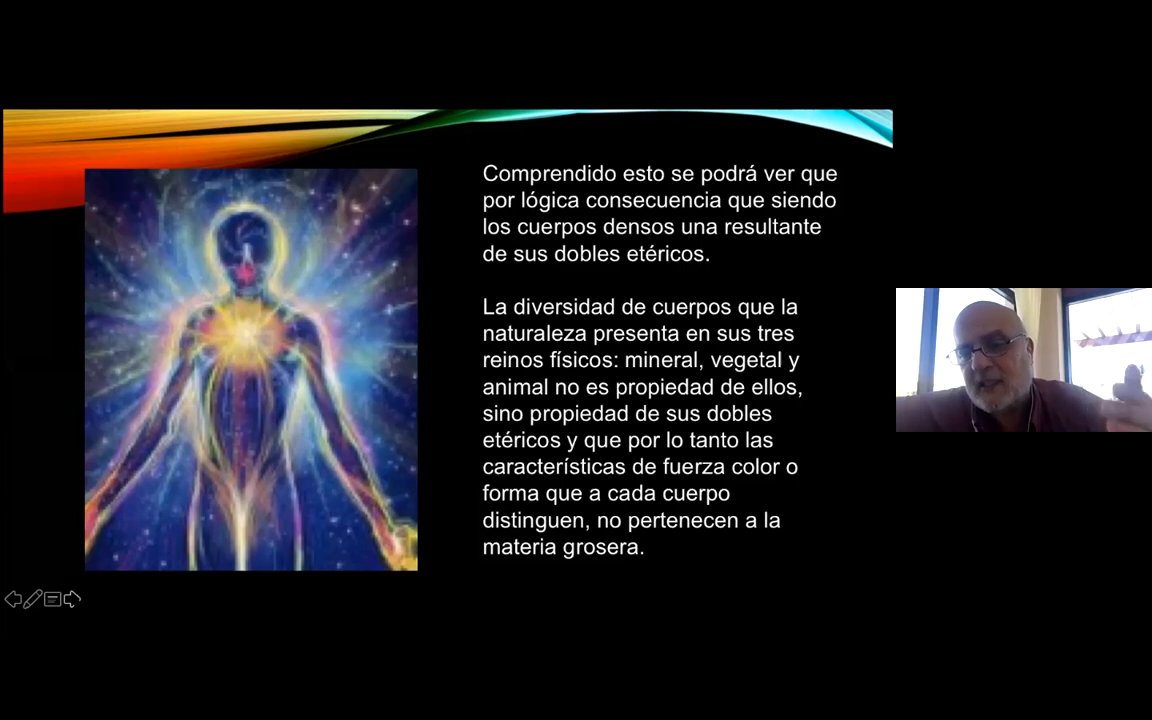 Comprendido esto se podrá ver que
por lógica consecuencia que siendo
los cuerpos densos una resultante
de sus dobles etéricos.
La diversidad de cuerpos que la
naturaleza presenta en sus tres
reinos físicos: mineral, vegetal y
animal no es propiedad de ellos,
sino propiedad de sus dobles
etéricos y que por lo tanto las
características de fuerza color o
forma que a cada cuerpo
distinguen, no pertenecen a la
materia grosera.